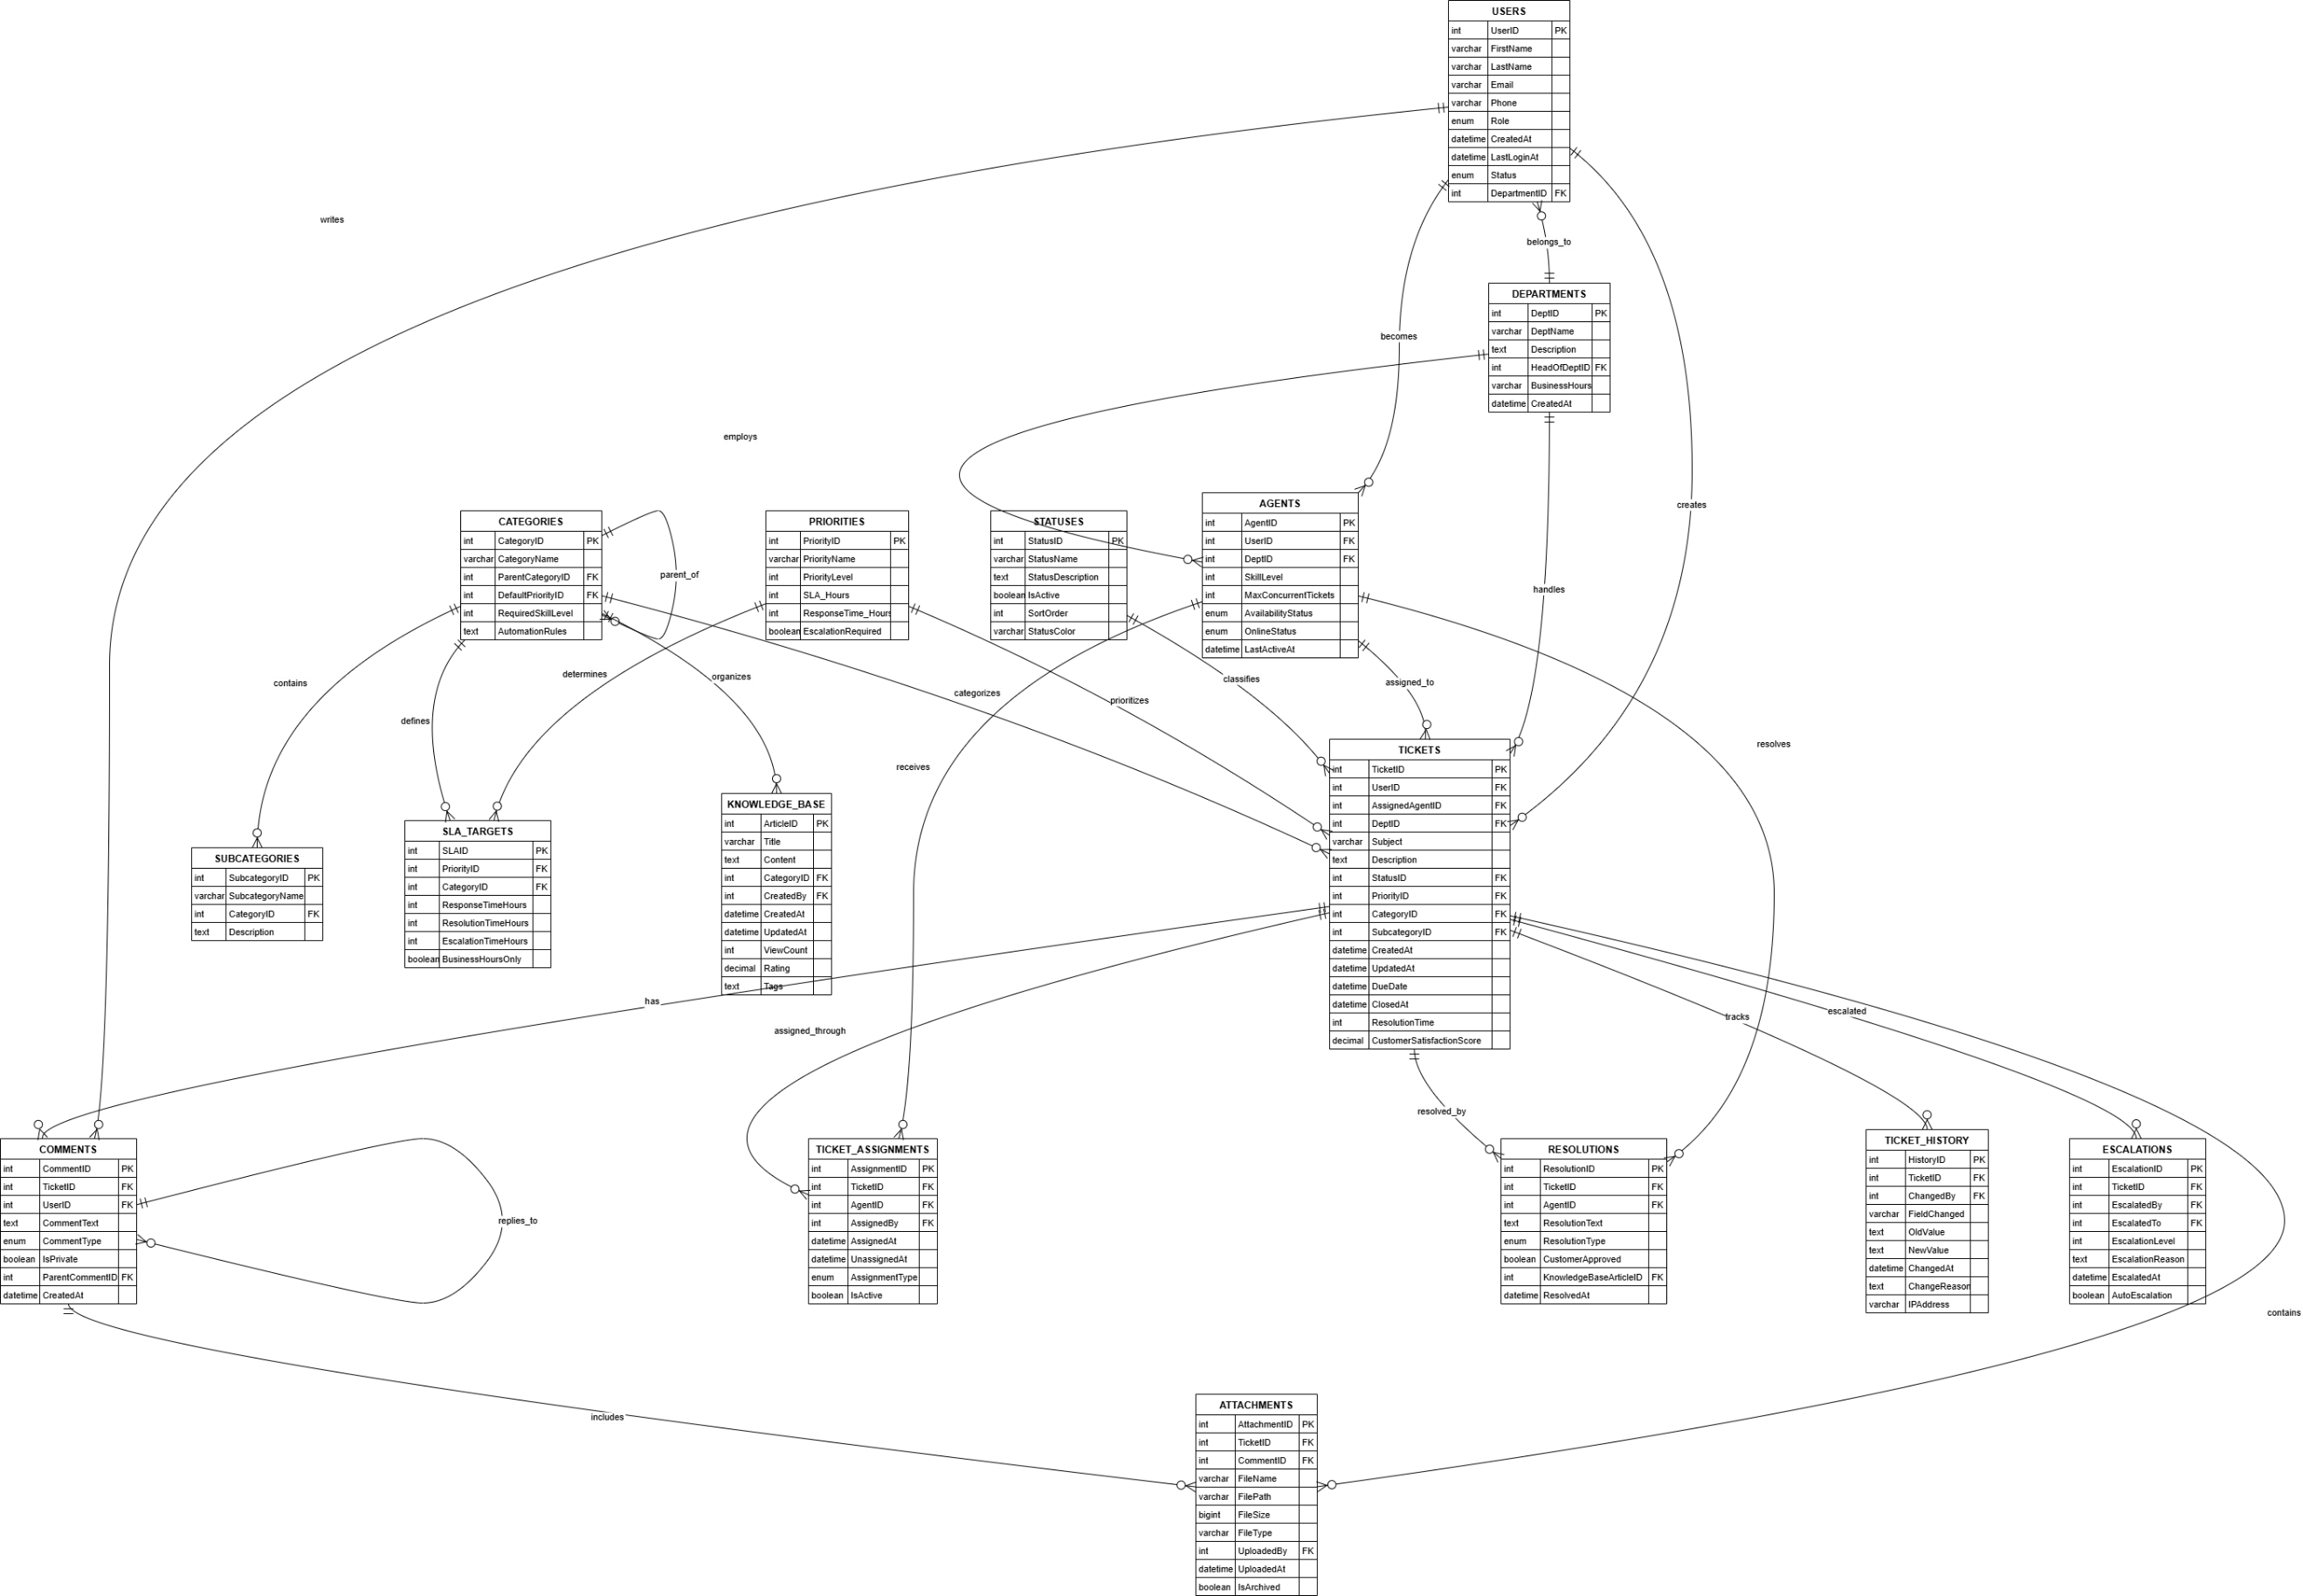 USERS
int UserID PK
varchar FirstName
varchar LastName
varchar Email
varchar Phone
enum Role
datetime CreatedAt
datetime LastLoginAt
enum Status
int DepartmentID FK
writes
belongs_to
DEPARTMENTS
int DeptID PK
varchar DeptName
text Description
int HeadOfDeptID FK
varchar BusinessHours
datetime CreatedAt
becomes
employs
creates
handles
CATEGORIES
int CategoryID PK
varchar CategoryName
int ParentCategoryID FK
int DefaultPriorityID FK
int RequiredSkillLevel
text AutomationRules
parent_of
PRIORITIES
int PriorityID PK
varchar PriorityName
int PriorityLevel
int SLA_Hours
int ResponseTime_Hours
boolean EscalationRequired
STATUSES
int StatusID PK
varchar StatusName
text StatusDescription
boolean IsActive
int SortOrder
varchar StatusColor
AGENTS
int AgentID PK
int UserID FK
int DeptID FK
int SkillLevel
int MaxConcurrentTickets
enum AvailabilityStatus
enum OnlineStatus
datetime LastActiveAt
contains
defines
determines
organizes
categorizes
prioritizes
classifies
assigned_to
receives
resolves
SUBCATEGORIES
int SubcategoryID PK
varchar SubcategoryName
int CategoryID FK
text Description
SLA_TARGETS
int SLAID PK
int PriorityID FK
int CategoryID FK
int ResponseTimeHours
int ResolutionTimeHours
int EscalationTimeHours
boolean BusinessHoursOnly
KNOWLEDGE_BASE
int ArticleID PK
varchar Title
text Content
int CategoryID FK
int CreatedBy FK
datetime CreatedAt
datetime UpdatedAt
int ViewCount
decimal Rating
text Tags
TICKETS
int TicketID PK
int UserID FK
int AssignedAgentID FK
int DeptID FK
varchar Subject
text Description
int StatusID FK
int PriorityID FK
int CategoryID FK
int SubcategoryID FK
datetime CreatedAt
datetime UpdatedAt
datetime DueDate
datetime ClosedAt
int ResolutionTime
decimal CustomerSatisfactionScore
has
assigned_through
resolved_by
tracks
escalated
contains
COMMENTS
int CommentID PK
int TicketID FK
int UserID FK
text CommentText
enum CommentType
boolean IsPrivate
int ParentCommentID FK
datetime CreatedAt
replies_to
TICKET_ASSIGNMENTS
int AssignmentID PK
int TicketID FK
int AgentID FK
int AssignedBy FK
datetime AssignedAt
datetime UnassignedAt
enum AssignmentType
boolean IsActive
RESOLUTIONS
int ResolutionID PK
int TicketID FK
int AgentID FK
text ResolutionText
enum ResolutionType
boolean CustomerApproved
int KnowledgeBaseArticleID FK
datetime ResolvedAt
TICKET_HISTORY
int HistoryID PK
int TicketID FK
int ChangedBy FK
varchar FieldChanged
text OldValue
text NewValue
datetime ChangedAt
text ChangeReason
varchar IPAddress
ESCALATIONS
int EscalationID PK
int TicketID FK
int EscalatedBy FK
int EscalatedTo FK
int EscalationLevel
text EscalationReason
datetime EscalatedAt
boolean AutoEscalation
includes
ATTACHMENTS
int AttachmentID PK
int TicketID FK
int CommentID FK
varchar FileName
varchar FilePath
bigint FileSize
varchar FileType
int UploadedBy FK
datetime UploadedAt
boolean IsArchived